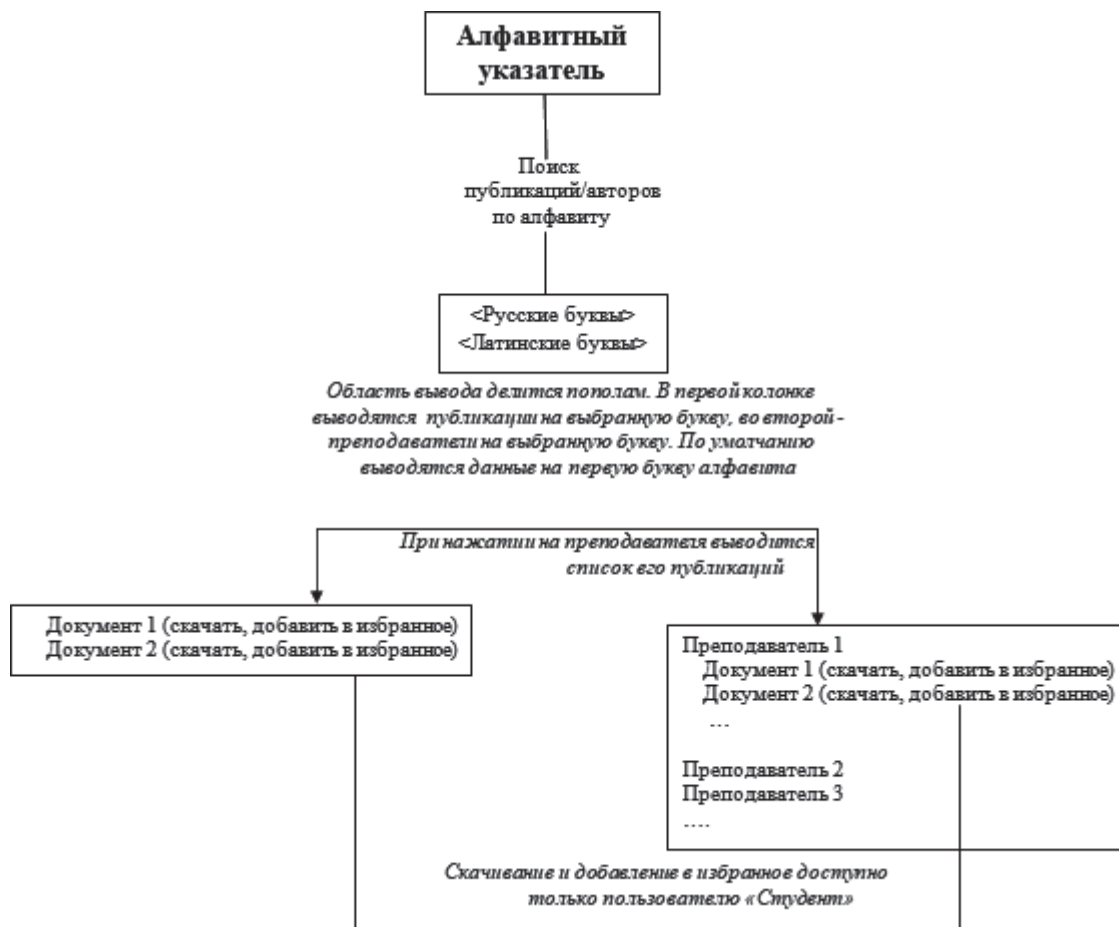 Алфавитный
указатель
Поиск
публикаций/авторов
по алфавиту
<Русские буквы>
<Латинские буквы>
Область вывода делится пополам. В первой колонке
выводятся публикации на выбранную букву, во второй-
преподаватели на выбранную букву. По умолчанию
выводятся данные на первую букву алфавита
При нажатии на преподавателя выводится
список его публикаций
Документ 1 (скачать, добавить в избранное)
Документ 2 (скачать, добавить в избранное)
Преподаватель 1
Документ 1 (скачать, добавить в избранное)
Документ 2 (скачать, добавить в избранное)
...
Преподаватель 2
Преподаватель 3
....
Скачивание и добавление в избранное доступно
только пользователю «Студент»